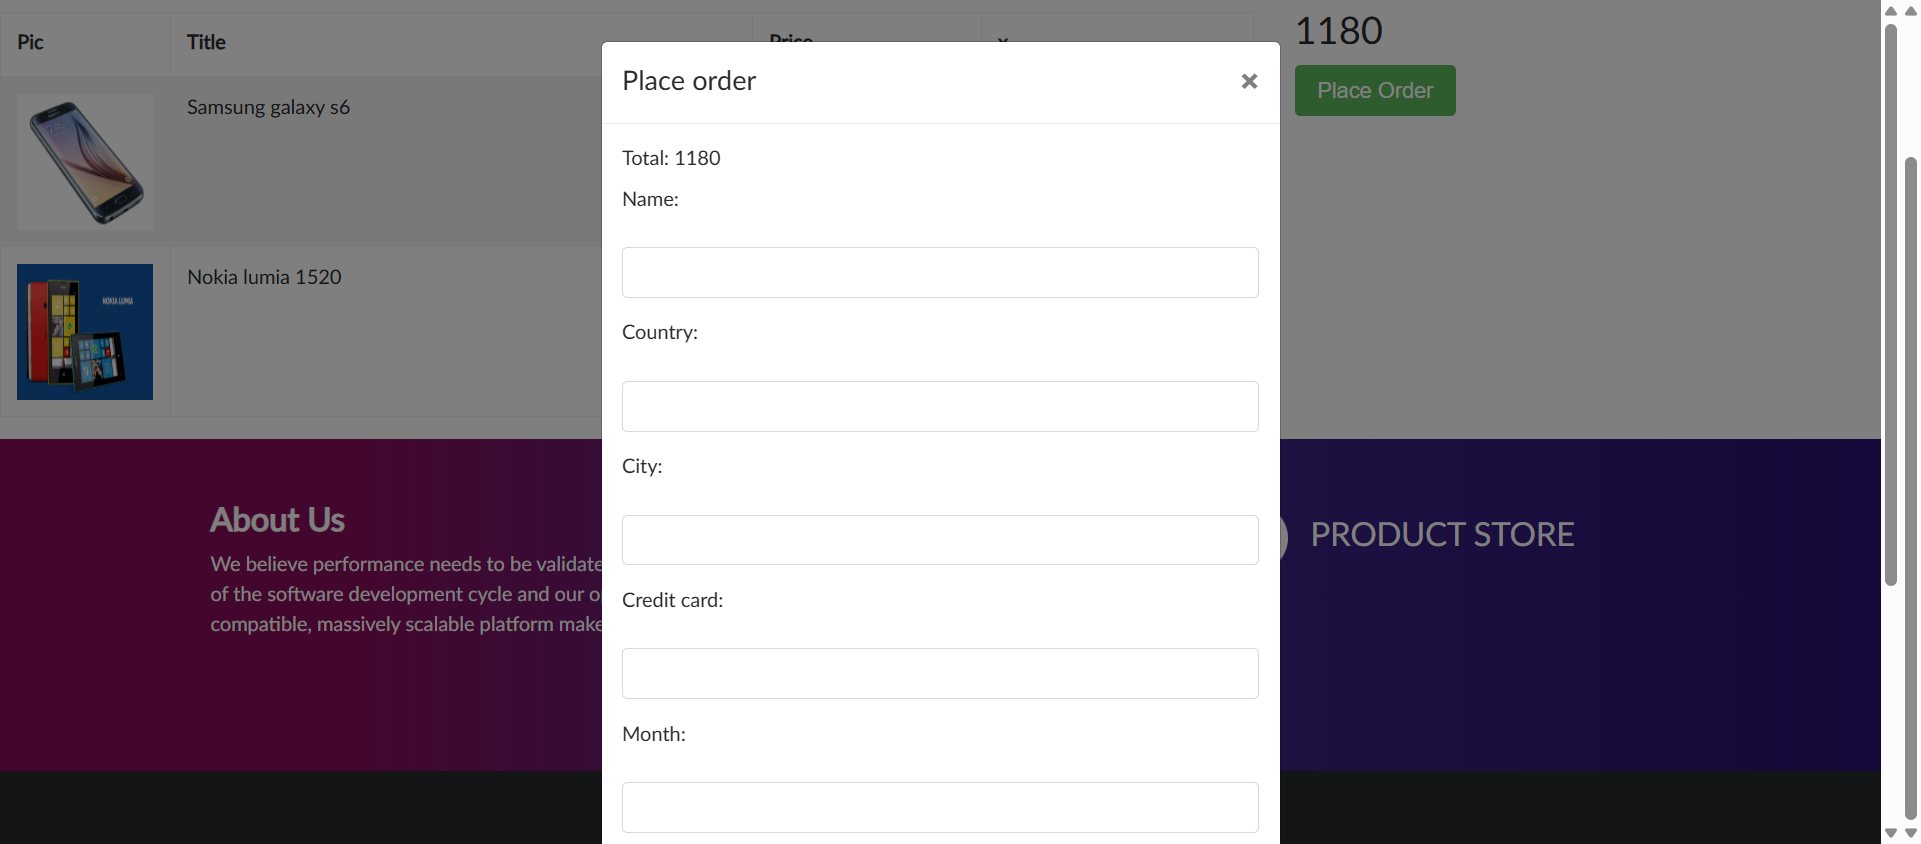 Pic
Title
Price
x
1180
Place Order
Samsung galaxy s6
Nokia lumia 1520
NOKIA LUMIA
Place order
×
Total: 1180
Name:
Country:
City:
Credit card:
Month:
About Us
We believe performance needs to be validate
of the software development cycle and our o
compatible, massively scalable platform make
PRODUCT STORE